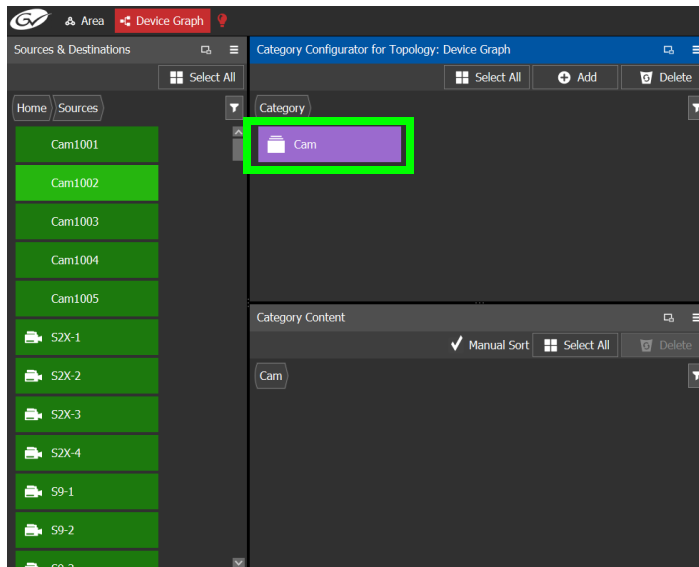 GV
Area
Device Graph
Sources & Destinations
Select All
Home
Sources
Cam1001
Cam1002
Cam1003
Cam1004
Cam1005
S2X-1
S2X-2
S2X-3
S2X-4
S9-1
S9-2
Category Configurator for Topology: Device Graph
Select All
Add
Delete
Category
Cam
Category Content
Manual Sort
Select All
Delete
Cam